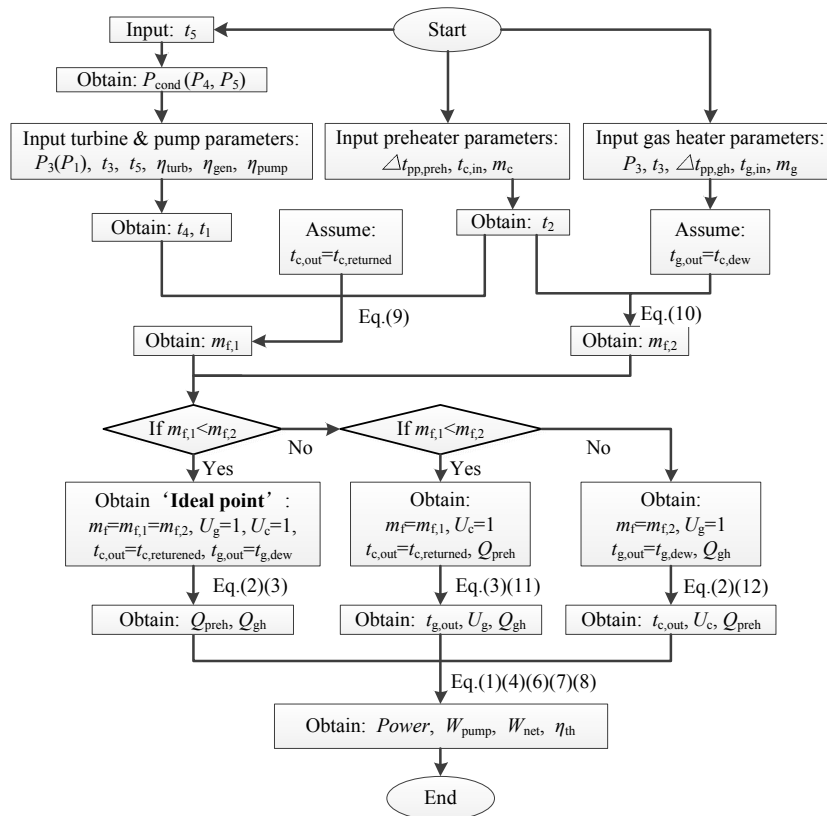 Start
Input: t5
Obtain: Pcond (P4, P5)
Input turbine & pump parameters:
P3(P1), t3, t5, ηturb, ηgen, ηpump
Input preheater parameters:
△tpp,preh, tc,in, mc
Input gas heater parameters:
P3, t3, △tpp,gh, tg,in, mg
Obtain: t4, t1
Assume:
tc,out=tc,returned
Obtain: t2
Assume:
tg,out=tc,dew
Eq.(9)
Eq.(10)
Obtain: mf,1
Obtain: mf,2
If mf,1<mf,2
No
If mf,1<mf,2
No
Yes
Yes
Obtain ‘Ideal point’ :
mf=mf,1=mf,2, Ug=1, Uc=1,
tc,out=tc,returened, tg,out=tg,dew
Obtain:
mf=mf,1, Uc=1
tc,out=tc,returned, Qpreh
Obtain:
mf=mf,2, Ug=1
tg,out=tg,dew, Qgh
Eq.(2)(3)
Eq.(3)(11)
Eq.(2)(12)
Obtain: Qpreh, Qgh
Obtain: tg,out, Ug, Qgh
Obtain: tc,out, Uc, Qpreh
Eq.(1)(4)(6)(7)(8)
Obtain: Power, Wpump, Wnet, ηth
End